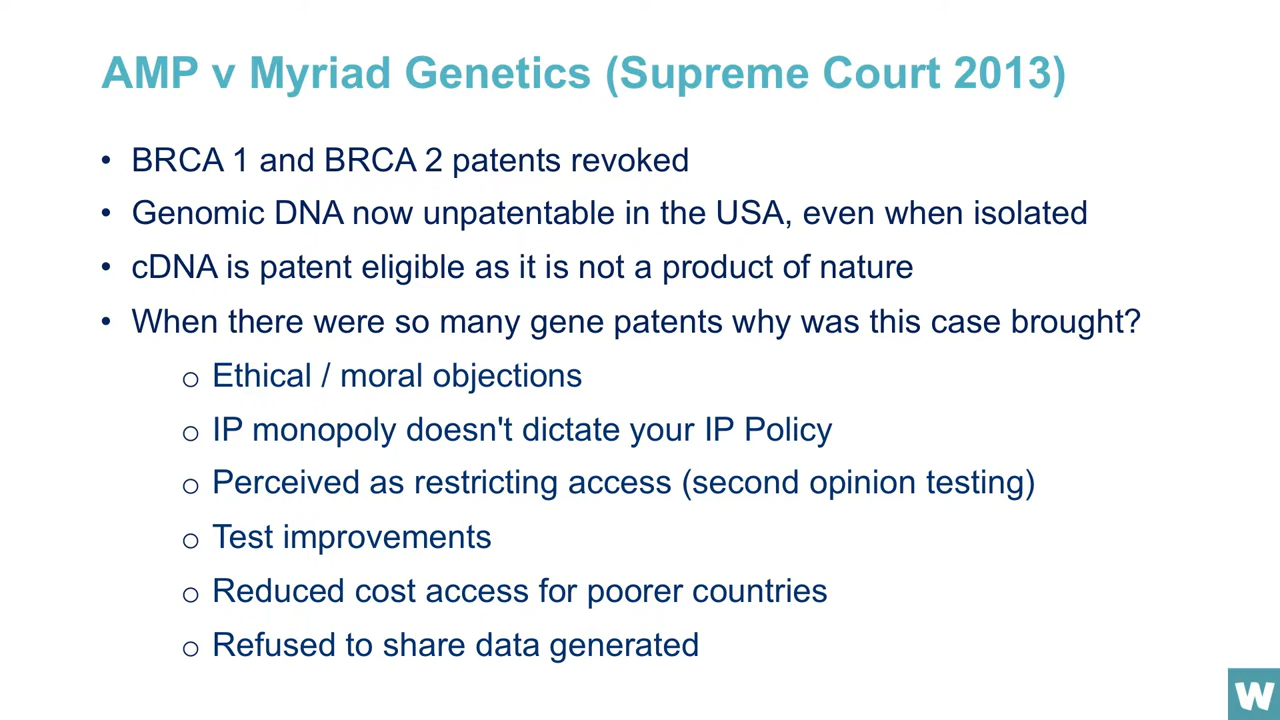 AMP v Myriad Genetics (Supreme Court 2013)
• BRCA 1 and BRCA 2 patents revoked
• Genomic DNA now unpatentable in the USA, even when isolated
• cDNA is patent eligible as it is not a product of nature
• When there were so many gene patents why was this case brought?
o Ethical / moral objections
o IP monopoly doesn't dictate your IP Policy
o Perceived as restricting access (second opinion testing)
o Test improvements
o Reduced cost access for poorer countries
o Refused to share data generated
W